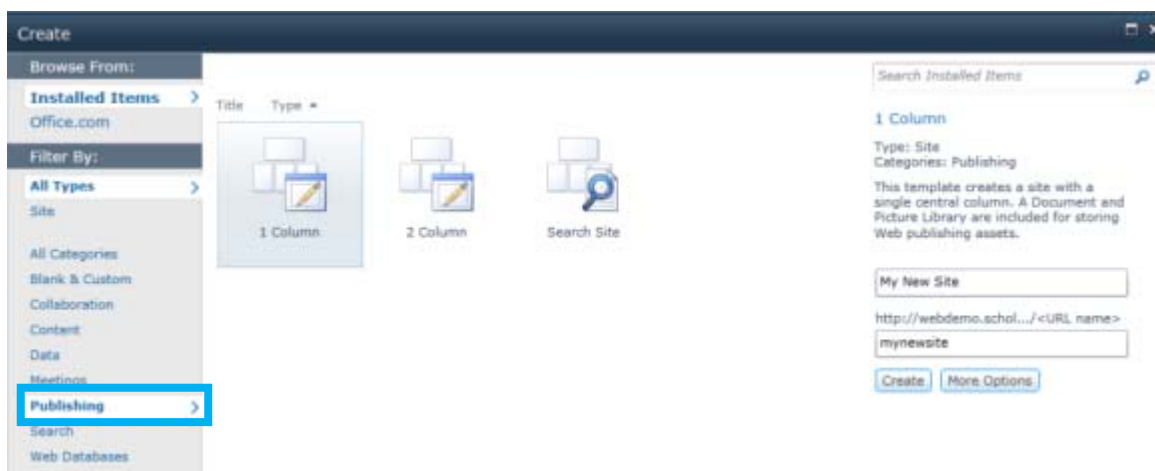 Create
Browse From:
Installed Items
Office.com
Filter By:
All Types
Site
All Categories
Blank & Custom
Collaboration
Content
Data
Meetings
Publishing
Search
Web Databases
Title Type
1 Column
2 Column
Search Site
Search Installed Items
1 Column
Type: Site
Categories: Publishing
This template creates a site with a
single central column. A Document and
Picture Library are included for storing
Web publishing assets.
My New Site
http://webdemo.schol.../<URL name>
mynewsite
Create More Options